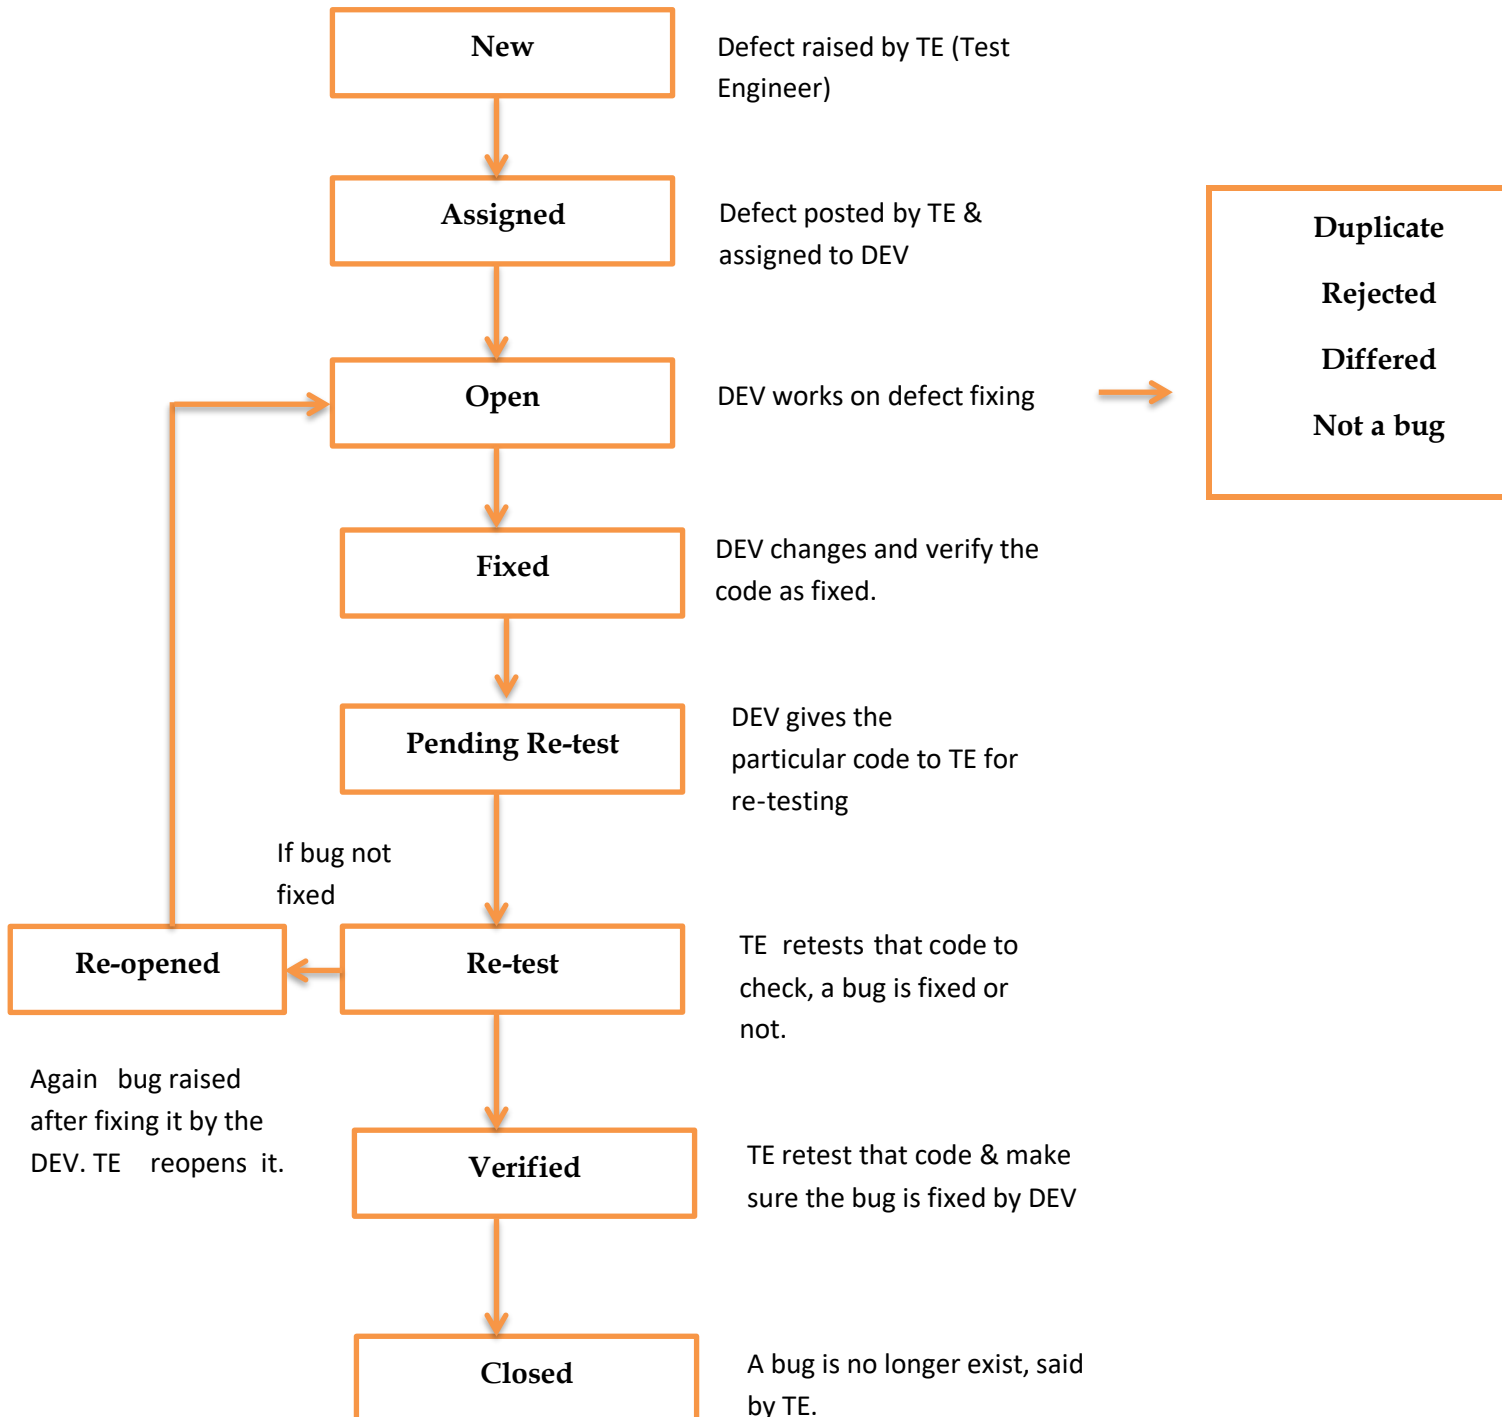 New
Defect raised by TE (Test
Engineer)
Assigned
Defect posted by TE &
assigned to DEV
Duplicate
Rejected
Differed
Not a bug
Open
DEV works on defect fixing
Fixed
DEV changes and verify the
code as fixed.
Pending Re-test
DEV gives the
particular code to TE for
re-testing
If bug not
fixed
Re-opened
Re-test
TE retests that code to
check, a bug is fixed or
not.
Again bug raised
after fixing it by the
DEV. TE reopens it.
Verified
TE retest that code & make
sure the bug is fixed by DEV
Closed
A bug is no longer exist, said
by TE.